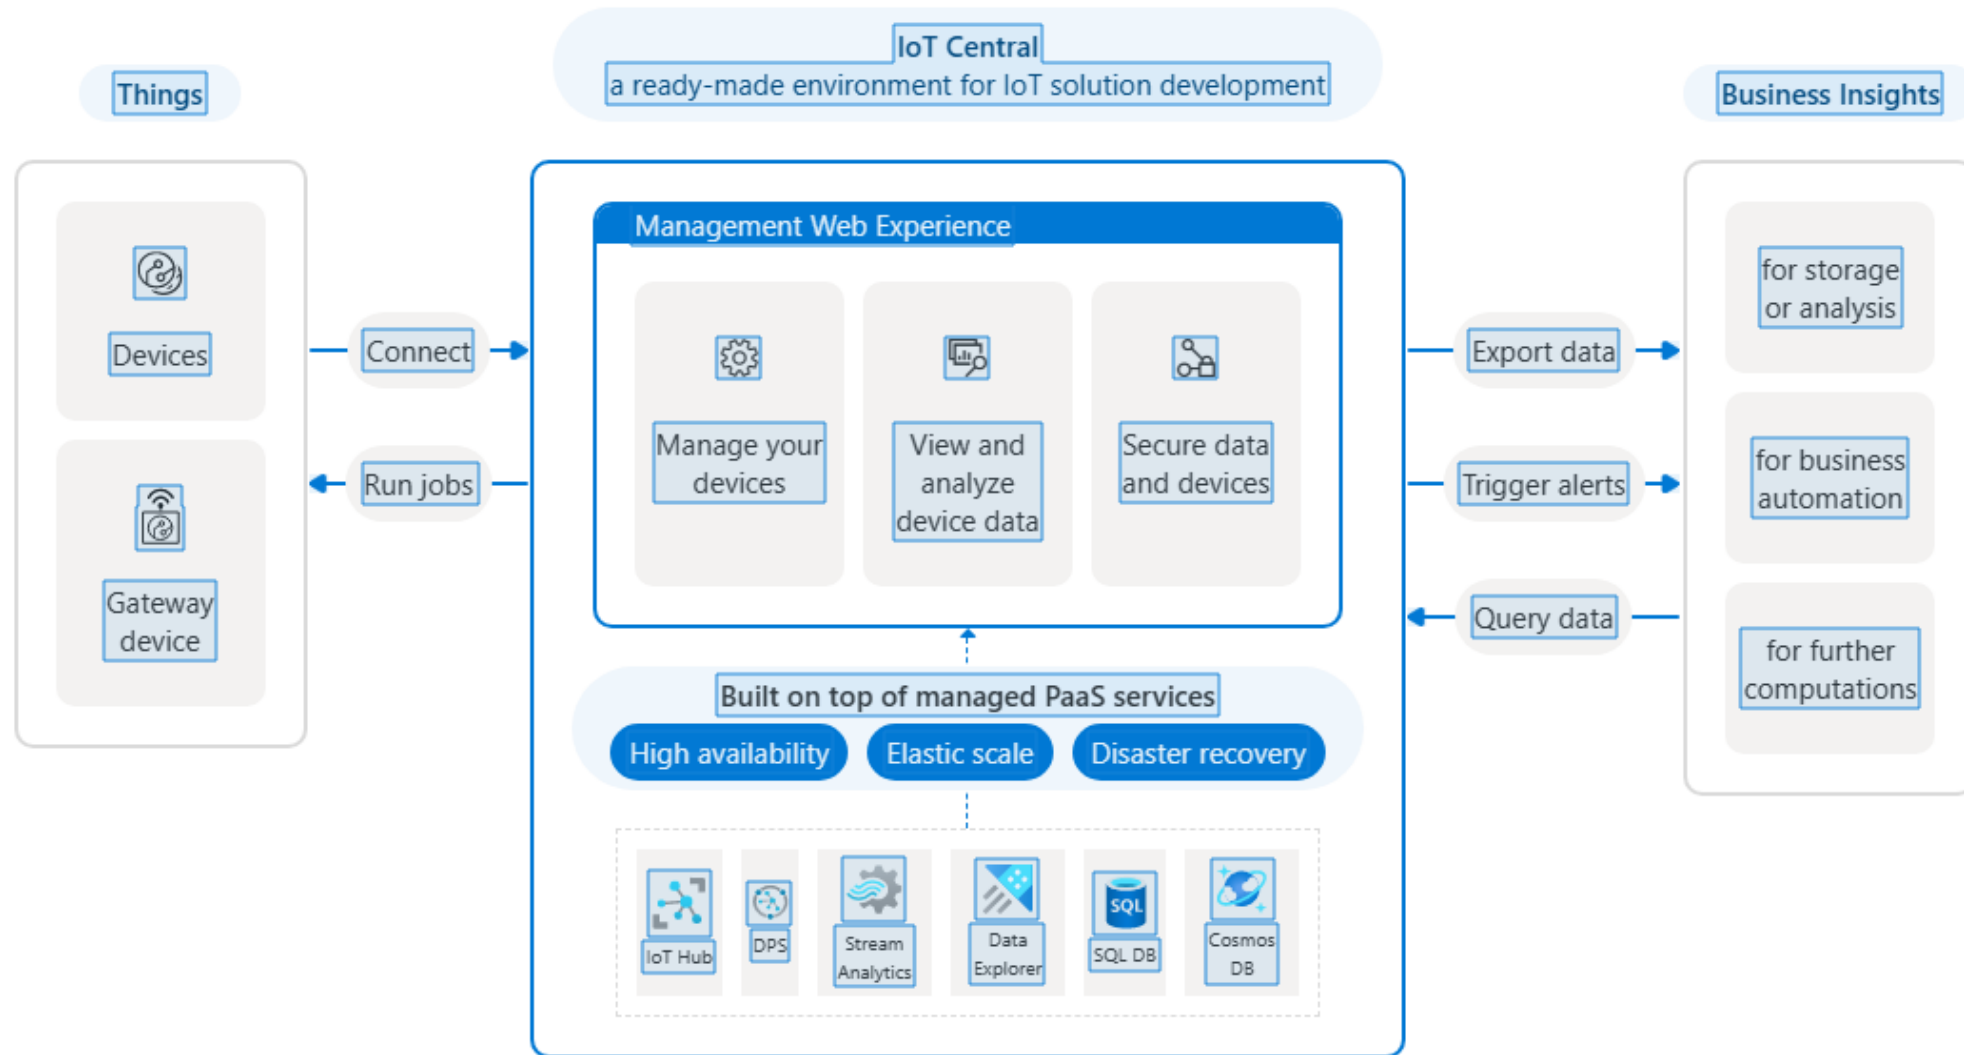 IoT Central
a ready-made environment for IoT solution development
Things
Business Insights
Devices
Gateway
device
Connect
Run jobs
Management Web Experience
Manage your
devices
View and
analyze
device data
Secure data
and devices
Built on top of managed PaaS services
High availability
Elastic scale
Disaster recovery
IoT Hub
DPS
Stream
Analytics
Data
Explorer
SQL
SQL DB
Cosmos
DB
Export data
Trigger alerts
Query data
for storage
or analysis
for business
automation
for further
computations